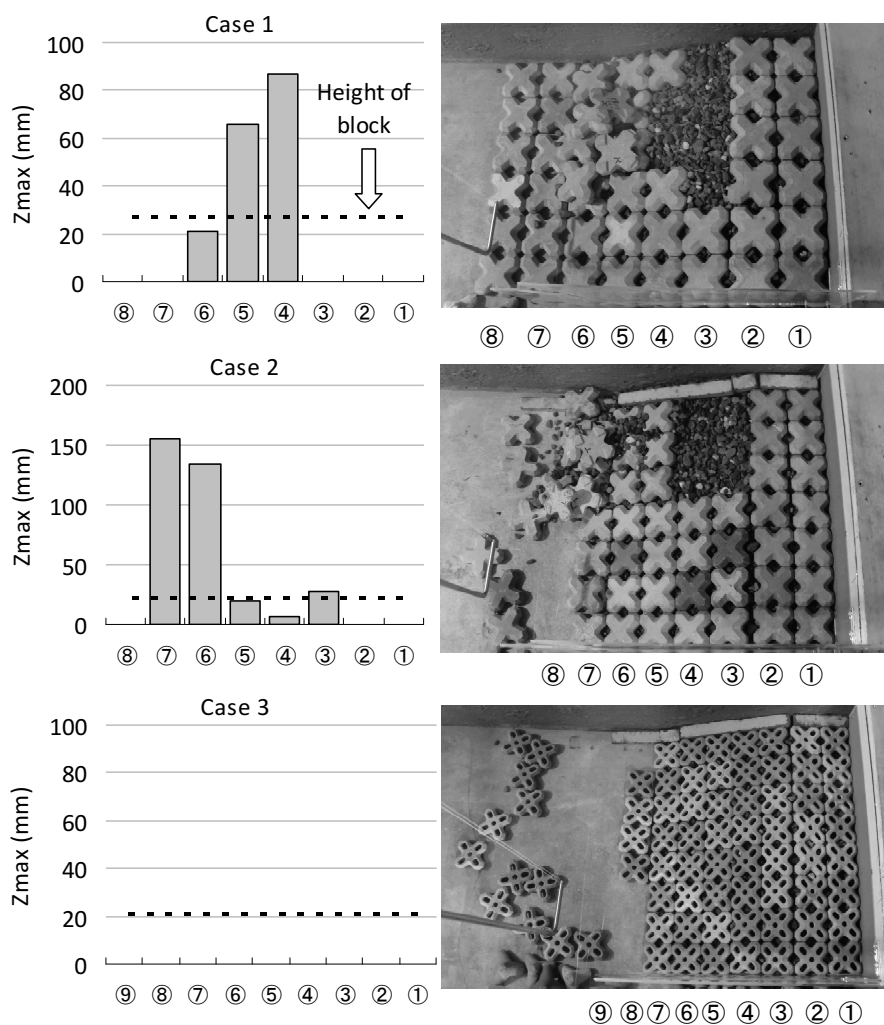 Case 1
100
80
60
40
20
0
Zmax (mm)
Height of
block
⑧ ⑦ ⑥ ⑤ ④ ③ ② ①
⑧ ⑦ ⑥ ⑤ ④ ③ ② ①
Case 2
200
150
100
50
0
Zmax (mm)
⑧ ⑦ ⑥ ⑤ ④ ③ ② ①
⑧ ⑦ ⑥ ⑤ ④ ③ ② ①
Case 3
100
80
60
40
20
0
Zmax (mm)
⑨ ⑧ ⑦ ⑥ ⑤ ④ ③ ② ①
⑨ ⑧ ⑦ ⑥ ⑤ ④ ③ ② ①